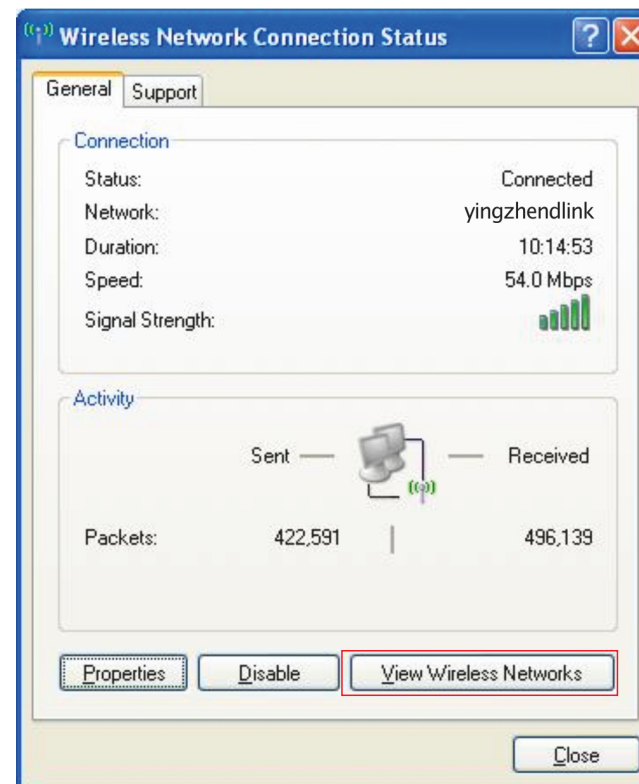 Wireless Network Connection Status
General Support
Connection
Status: Connected
Network: yingzhendlink
Duration: 10:14:53
Speed: 54.0 Mbps
Signal Strength:
Activity
Sent Received
Packets: 422,591 496,139
Properties Disable View Wireless Networks
Close